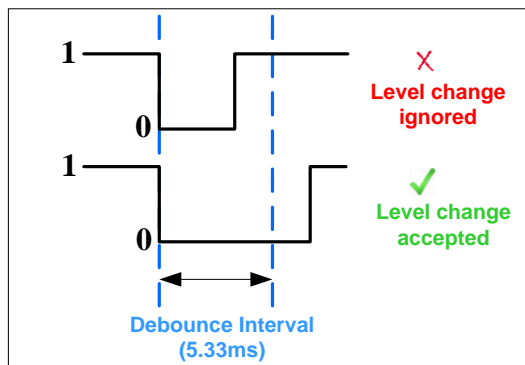 1
0
Level change
ignored
1
0
Level change
accepted
Debounce Interval
(5.33ms)